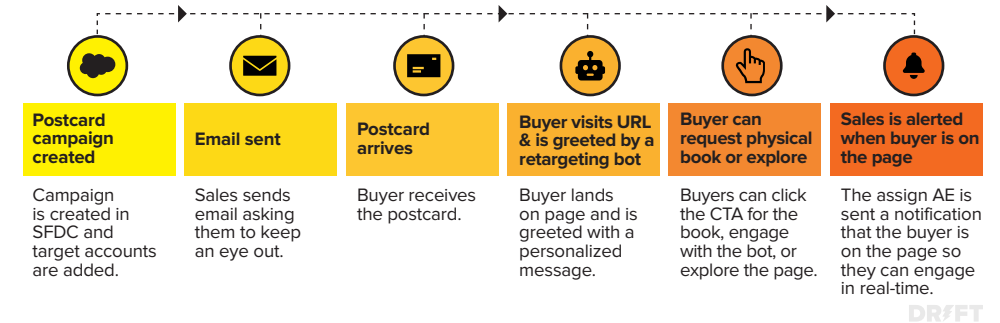 Postcard
campaign
created
Campaign
is created in
SFDC and
target accounts
are added.
Email sent
Sales sends
email asking
them to keep
an eye out.
Postcard
arrives
Buyer receives
the postcard.
Buyer visits URL
& is greeted by a
retargeting bot
Buyer lands
on page and is
greeted with a
personalized
message.
Buyer can
request physical
book or explore
Buyers can click
the CTA for the
book, engage
with the bot, or
explore the page.
Sales is alerted
when buyer is on
the page
The assign AE is
sent a notification
that the buyer is
on the page so
they can engage
in real-time.
DRIFT